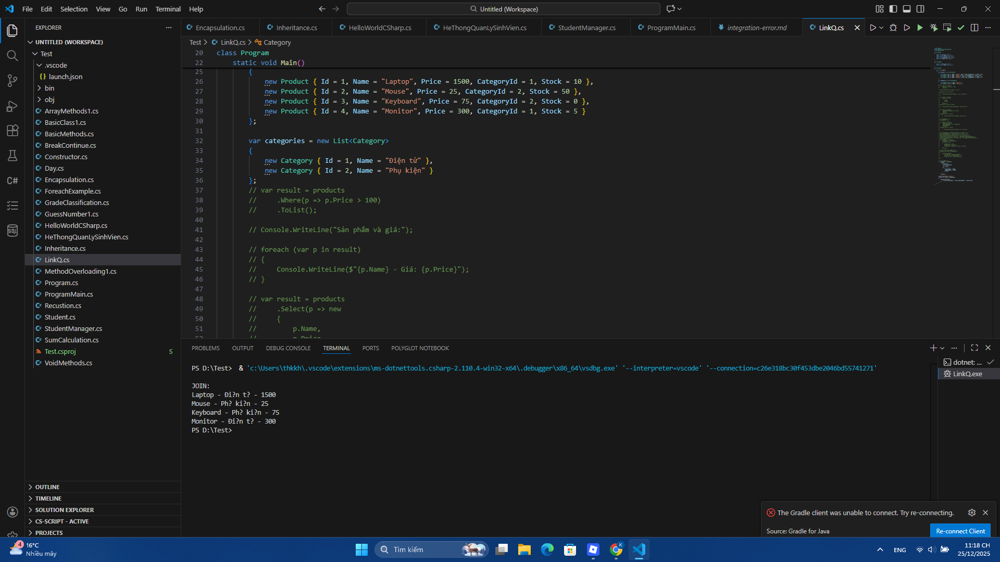 File Edit Selection View Go Run Terminal Help
Untitled (Workspace)
EXPLORER
UNTITLED (WORKSPACE)
Test
.vscode
{} launch.json
bin
obj
ArrayMethods1.cs
BasicClass1.cs
BasicMethods.cs
BreakContinue.cs
Constructor.cs
Day.cs
Encapsulation.cs
ForeachExample.cs
GradeClassification.cs
GuessNumber1.cs
HelloWorldCSharp.cs
HeThongQuanLySinhVien.cs
Inheritance.cs
LinkQ.cs
MethodOverloading1.cs
Program.cs
ProgramMain.cs
Recustion.cs
Student.cs
StudentManager.cs
SumCalculation.cs
Test.csproj S
VoidMethods.cs
OUTLINE
TIMELINE
SOLUTION EXPLORER
CS-SCRIPT - ACTIVE
PROJECTS
Encapsulation.cs Inheritance.cs HelloWorldCSharp.cs HeThongQuanLySinhVien.cs StudentManager.cs ProgramMain.cs integration-error.md LinkQ.cs
Test > LinkQ.cs > Category
20 class Program
22 static void Main()
25 {
26 new Product { Id = 1, Name = "Laptop", Price = 1500, CategoryId = 1, Stock = 10 },
27 new Product { Id = 2, Name = "Mouse", Price = 25, CategoryId = 2, Stock = 50 },
28 new Product { Id = 3, Name = "Keyboard", Price = 75, CategoryId = 2, Stock = 0 },
29 new Product { Id = 4, Name = "Monitor", Price = 300, CategoryId = 1, Stock = 5 }
30 };
31
32 var categories = new List<Category>
33 {
34 new Category { Id = 1, Name = "Điện tử" },
35 new Category { Id = 2, Name = "Phụ kiện" }
36 };
37 // var result = products
38 // .Where(p => p.Price > 100)
39 // .ToList();
40
41 // Console.WriteLine("Sản phẩm và giá:");
42
43 // foreach (var p in result)
44 // {
45 // Console.WriteLine($"{p.Name} - Giá: {p.Price}");
46 // }
47
48 // var result = products
49 // .Select(p => new
50 // {
51 // p.Name,
52 // p.Price
PROBLEMS OUTPUT DEBUG CONSOLE TERMINAL PORTS POLYGLOT NOTEBOOK
PS D:\Test> & 'c:\Users\thkkh\.vscode\extensions\ms-dotnettools.csharp-2.110.4-win32-x64\.debugger\x86_64\vsdbg.exe' '--interpreter=vscode' '--connection=c26e318bc30f453dbe2046bd55741271'
JOIN:
Laptop - Đi?n t? - 1500
Mouse - Ph? ki?n - 25
Keyboard - Ph? ki?n - 75
Monitor - Đi?n t? - 300
PS D:\Test>
dotnet: ...
LinkQ.exe
The Gradle client was unable to connect. Try re-connecting.
Source: Gradle for Java
Re-connect Client
4
16°C
Nhiều mây
Tìm kiếm
K
ENG
11:18 CH
25/12/2025